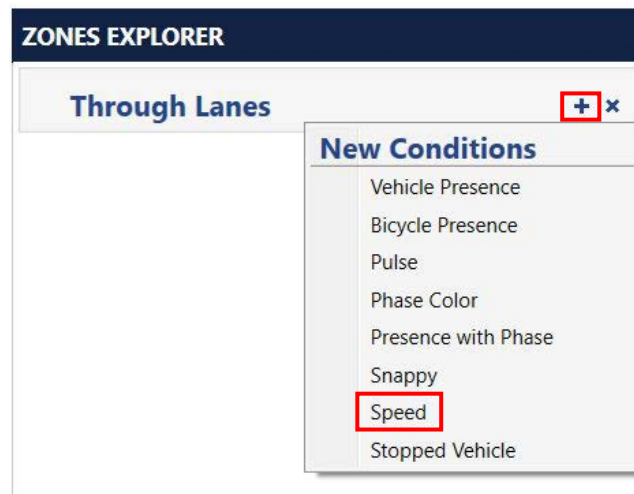 ZONES EXPLORER
Through Lanes + ×
New Conditions
Vehicle Presence
Bicycle Presence
Pulse
Phase Color
Presence with Phase
Snappy
Speed
Stopped Vehicle